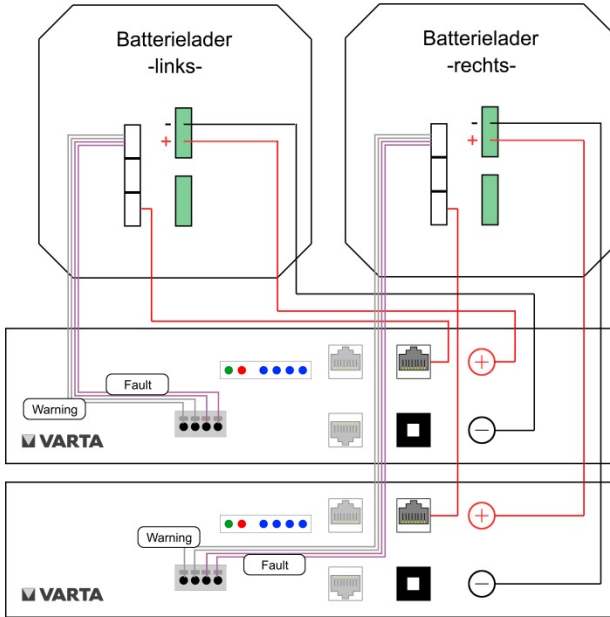 Batterielader
-links-
Batterielader
-rechts-
-
+
-
+
Fault
Warning
+
−
VARTA
Warning
Fault
+
−
VARTA